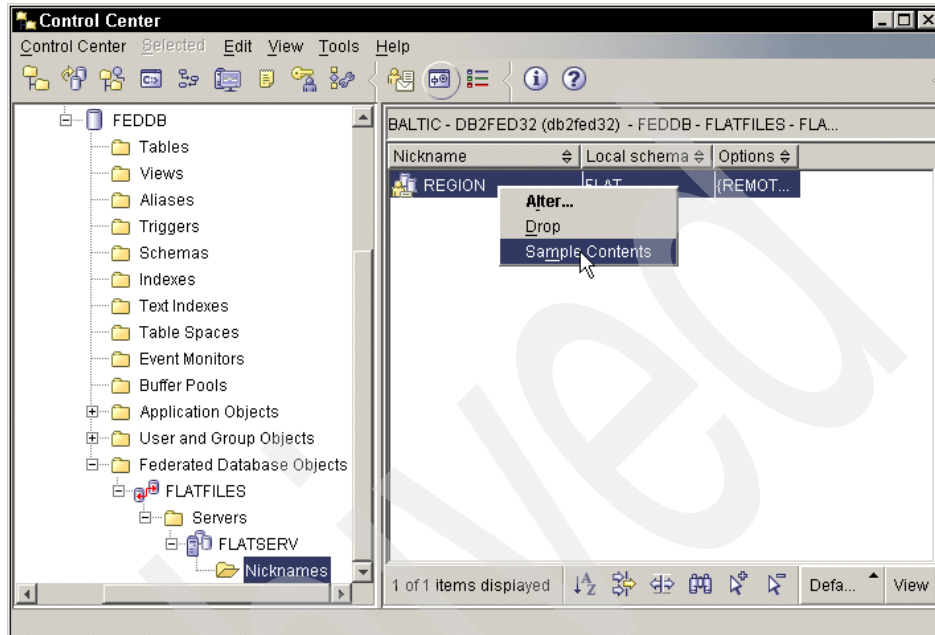 Control Center
Control Center Selected Edit View Tools Help
FEDDB
Tables
Views
Aliases
Triggers
Schemas
Indexes
Text Indexes
Table Spaces
Event Monitors
Buffer Pools
Application Objects
User and Group Objects
Federated Database Objects
FLATFILES
Servers
FLATSERV
Nicknames
BALTIC - DB2FED32 (db2fed32) - FEDDB - FLATFILES - FLA...
Nickname Local schema Options
REGION FLAT {REMOT...
Alter...
Drop
Sample Contents
1 of 1 items displayed Defa... View